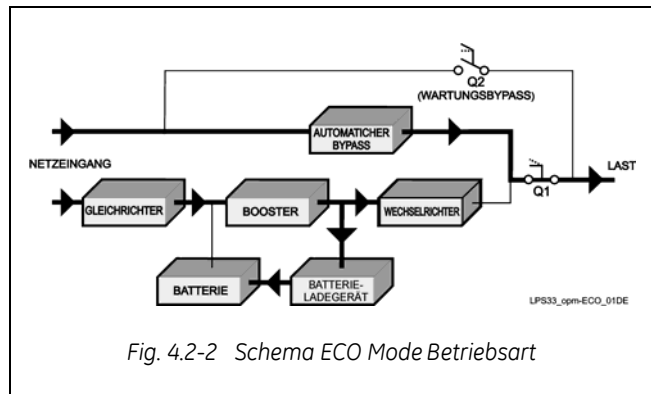 Q2
(WARTUNGSBYPASS)
AUTOMATICHER
BYPASS
NETZEINGANG
LAST
Q1
GLEICHRICHTER
BOOSTER
WECHSELRICHTER
BATTERIE
BATTERIE-
LADEGERÄT
LPS33_opm-ECO_01DE
Fig. 4.2-2 Schema ECO Mode Betriebsart